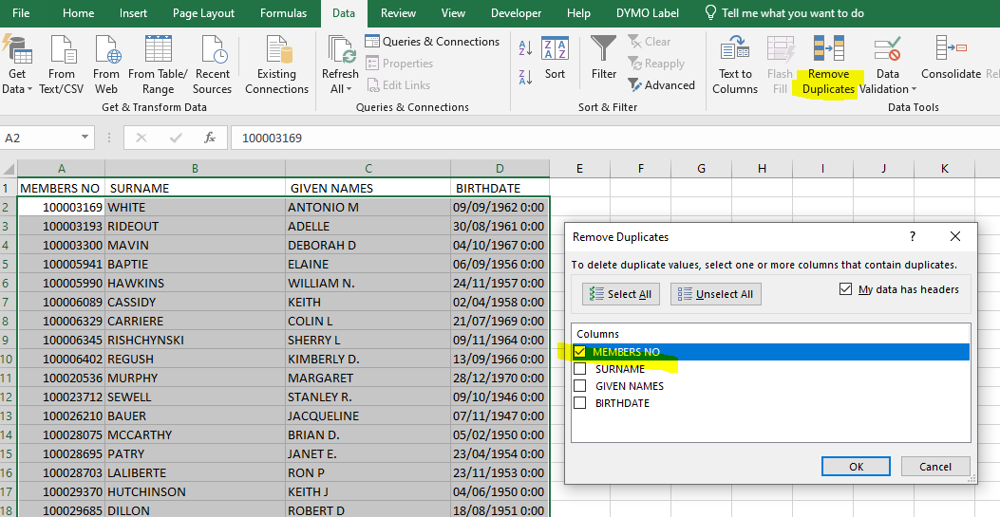 File Home Insert Page Layout Formulas Data Review View Developer Help DYMO Label Tell me what you want to do
Get Data
From Text/CSV
From Web
From Table/ Range
Recent Sources
Existing Connections
Get & Transform Data
Refresh All
Queries & Connections
Properties
Edit Links
Queries & Connections
Sort
Filter
Clear
Reapply
Advanced
Sort & Filter
Text to Columns
Flash Fill
Remove Duplicates
Data Validation
Consolidate
Data Tools
A2 fx 100003169
A B C D E F G H I J K
1 MEMBERS NO SURNAME GIVEN NAMES BIRTHDATE
2 100003169 WHITE ANTONIO M 09/09/1962 0:00
3 100003193 RIDEOUT ADELLE 30/08/1961 0:00
4 100003300 MAVIN DEBORAH D 04/10/1967 0:00
5 100005941 BAPTIE ELAINE 06/09/1956 0:00
6 100005990 HAWKINS WILLIAM N. 24/11/1957 0:00
7 100006089 CASSIDY KEITH 02/04/1958 0:00
8 100006329 CARRIERE COLIN L 21/07/1969 0:00
9 100006345 RISHCHYNSKI SHERRY L 09/11/1964 0:00
10 100006402 REGUSH KIMBERLY D. 13/09/1966 0:00
11 100020536 MURPHY MARGARET 28/12/1970 0:00
12 100023712 SEWELL STANLEY R. 09/10/1946 0:00
13 100026210 BAUER JACQUELINE 07/11/1947 0:00
14 100028075 MCCARTHY BRIAN D. 05/02/1950 0:00
15 100028695 PATRY JANET E. 23/04/1954 0:00
16 100028703 LALIBERTE RON P 23/11/1953 0:00
17 100029370 HUTCHINSON KEITH J 04/06/1950 0:00
18 100029685 DILLON ROBERT D 18/08/1951 0:00
Remove Duplicates ?
To delete duplicate values, select one or more columns that contain duplicates.
Select All Unselect All My data has headers
Columns
MEMBERS NO
SURNAME
GIVEN NAMES
BIRTHDATE
OK Cancel